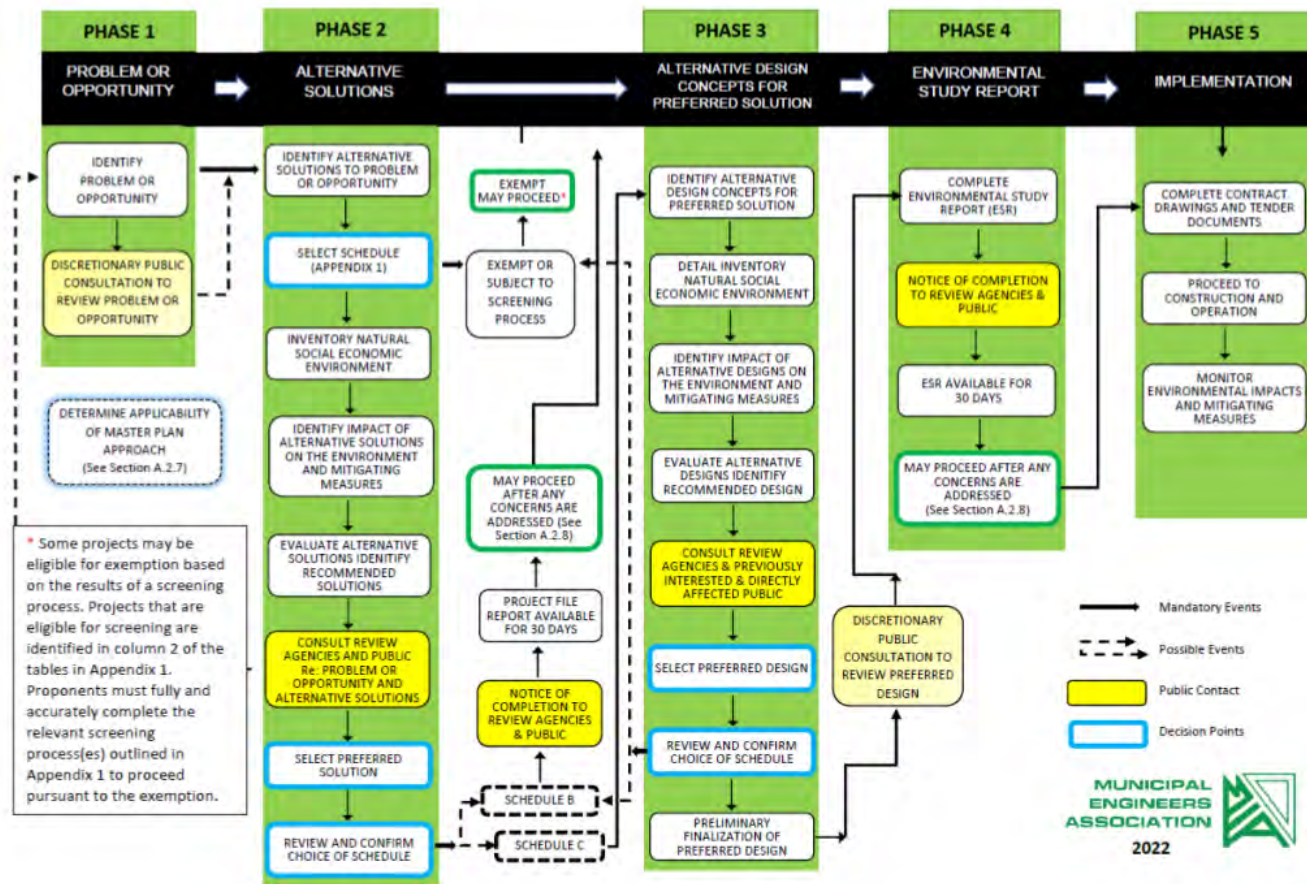 PHASE 1
PROBLEM OR
OPPORTUNITY
IDENTIFY
PROBLEM OR
OPPORTUNITY
DISCRETIONARY PUBLIC
CONSULTATION TO
REVIEW PROBLEM OR
OPPORTUNITY
DETERMINE APPLICABILITY
OF MASTER PLAN
APPROACH
(See Section A.2.7)
* Some projects may be
eligible for exemption based
on the results of a screening
process. Projects that are
eligible for screening are
identified in column 2 of the
tables in Appendix 1.
Proponents must fully and
accurately complete the
relevant screening
process(es) outlined in
Appendix 1 to proceed
pursuant to the exemption.
PHASE 2
ALTERNATIVE
SOLUTIONS
IDENTIFY ALTERNATIVE
SOLUTIONS TO PROBLEM
OR OPPORTUNITY
SELECT SCHEDULE
(APPENDIX 1)
INVENTORY NATURAL
SOCIAL ECONOMIC
ENVIRONMENT
IDENTIFY IMPACT OF
ALTERNATIVE SOLUTIONS
ON THE ENVIRONMENT
AND MITIGATING
MEASURES
EVALUATE ALTERNATIVE
SOLUTIONS IDENTIFY
RECOMMENDED
SOLUTIONS
CONSULT REVIEW
AGENCIES AND PUBLIC
Re: PROBLEM OR
OPPORTUNITY AND
ALTERNATIVE SOLUTIONS
SELECT PREFERRED
SOLUTION
REVIEW AND CONFIRM
CHOICE OF SCHEDULE
EXEMPT
MAY PROCEED*
EXEMPT OR
SUBJECT TO
SCREENING
PROCESS
MAY PROCEED
AFTER ANY
CONCERNS ARE
ADDRESSED (See
Section A.2.8)
PROJECT FILE
REPORT AVAILABLE
FOR 30 DAYS
NOTICE OF
COMPLETION TO
REVIEW AGENCIES
& PUBLIC
SCHEDULE B
SCHEDULE C
PHASE 3
ALTERNATIVE DESIGN
CONCEPTS FOR
PREFERRED SOLUTION
IDENTIFY ALTERNATIVE
DESIGN CONCEPTS FOR
PREFERRED SOLUTION
DETAIL INVENTORY
NATURAL SOCIAL
ECONOMIC ENVIRONMENT
IDENTIFY IMPACT OF
ALTERNATIVE DESIGNS ON
THE ENVIRONMENT AND
MITIGATING MEASURES
EVALUATE ALTERNATIVE
DESIGNS IDENTIFY
RECOMMENDED DESIGN
CONSULT REVIEW
AGENCIES & PREVIOUSLY
INTERESTED & DIRECTLY
AFFECTED PUBLIC
SELECT PREFERRED DESIGN
REVIEW AND CONFIRM
CHOICE OF SCHEDULE
PRELIMINARY
FINALIZATION OF
PREFERRED DESIGN
DISCRETIONARY
PUBLIC
CONSULTATION TO
REVIEW PREFERRED
DESIGN
PHASE 4
ENVIRONMENTAL
STUDY REPORT
COMPLETE
ENVIRONMENTAL STUDY
REPORT (ESR)
NOTICE OF COMPLETION
TO REVIEW AGENCIES &
PUBLIC
ESR AVAILABLE FOR
30 DAYS
MAY PROCEED AFTER ANY
CONCERNS ARE
ADDRESSED
(See Section A.2.8)
PHASE 5
IMPLEMENTATION
COMPLETE CONTRACT
DRAWINGS AND TENDER
DOCUMENTS
PROCEED TO
CONSTRUCTION AND
OPERATION
MONITOR
ENVIRONMENTAL IMPACTS
AND MITIGATING
MEASURES
Mandatory Events
Possible Events
Public Contact
Decision Points
MUNICIPAL
ENGINEERS
ASSOCIATION
2022